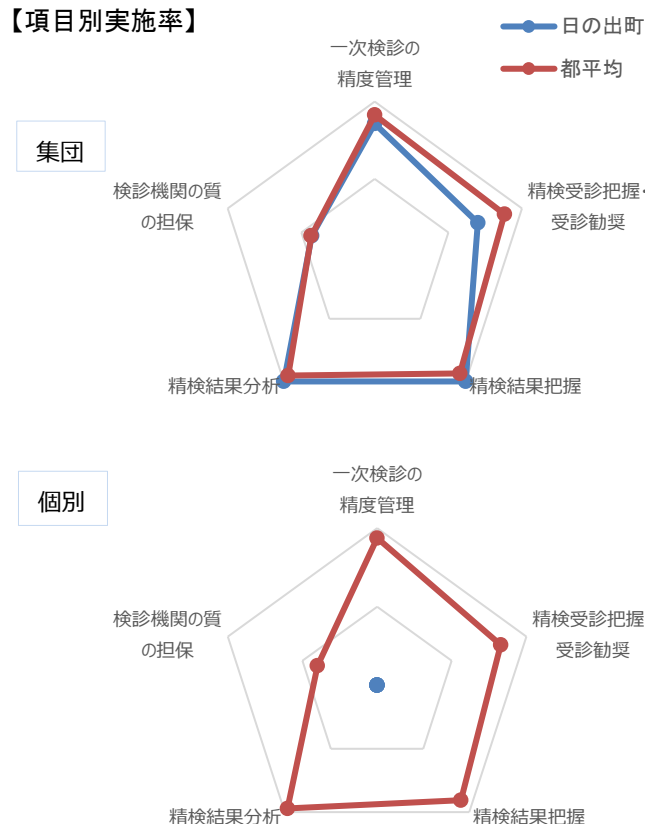 【項目別実施率】
日の出町
都平均
集団
一次検診の
精度管理
精検受診把握・
受診勧奨
精検結果把握
精検結果分析
検診機関の質
の担保
個別
一次検診の
精度管理
精検受診把握
受診勧奨
精検結果把握
精検結果分析
検診機関の質
の担保